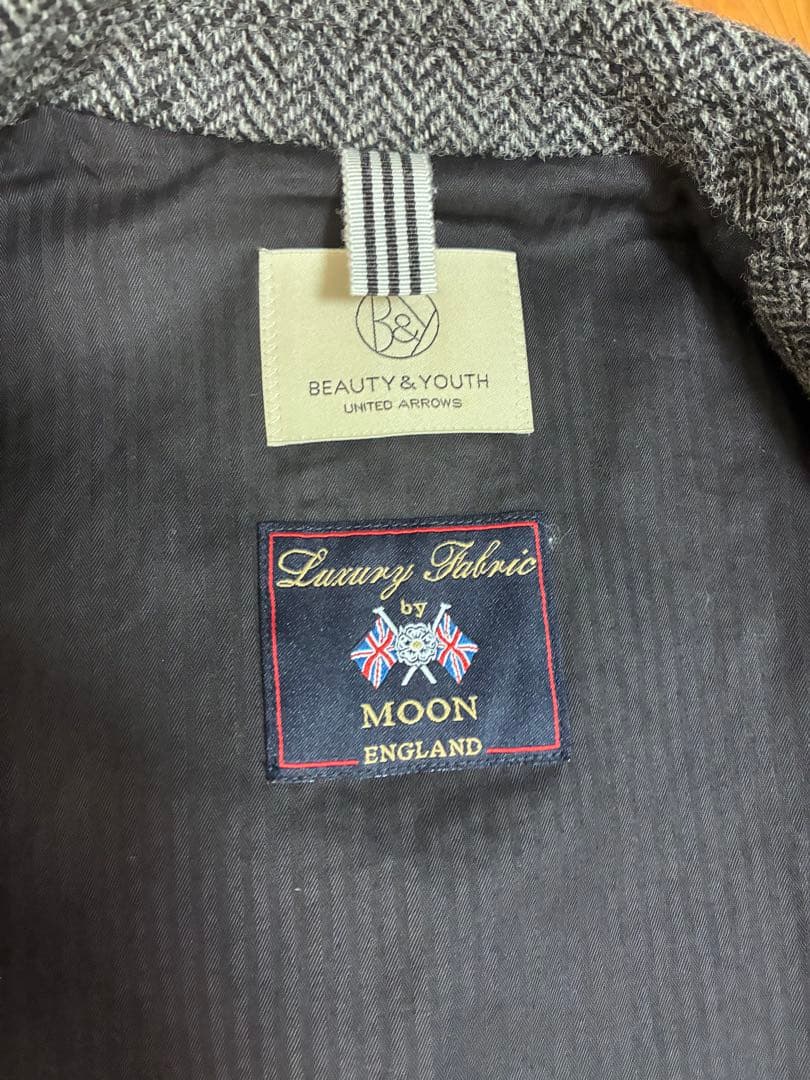 B&Y
BEAUTY & YOUTH
UNITED ARROWS
Luxury Fabric
by
MOON
ENGLAND